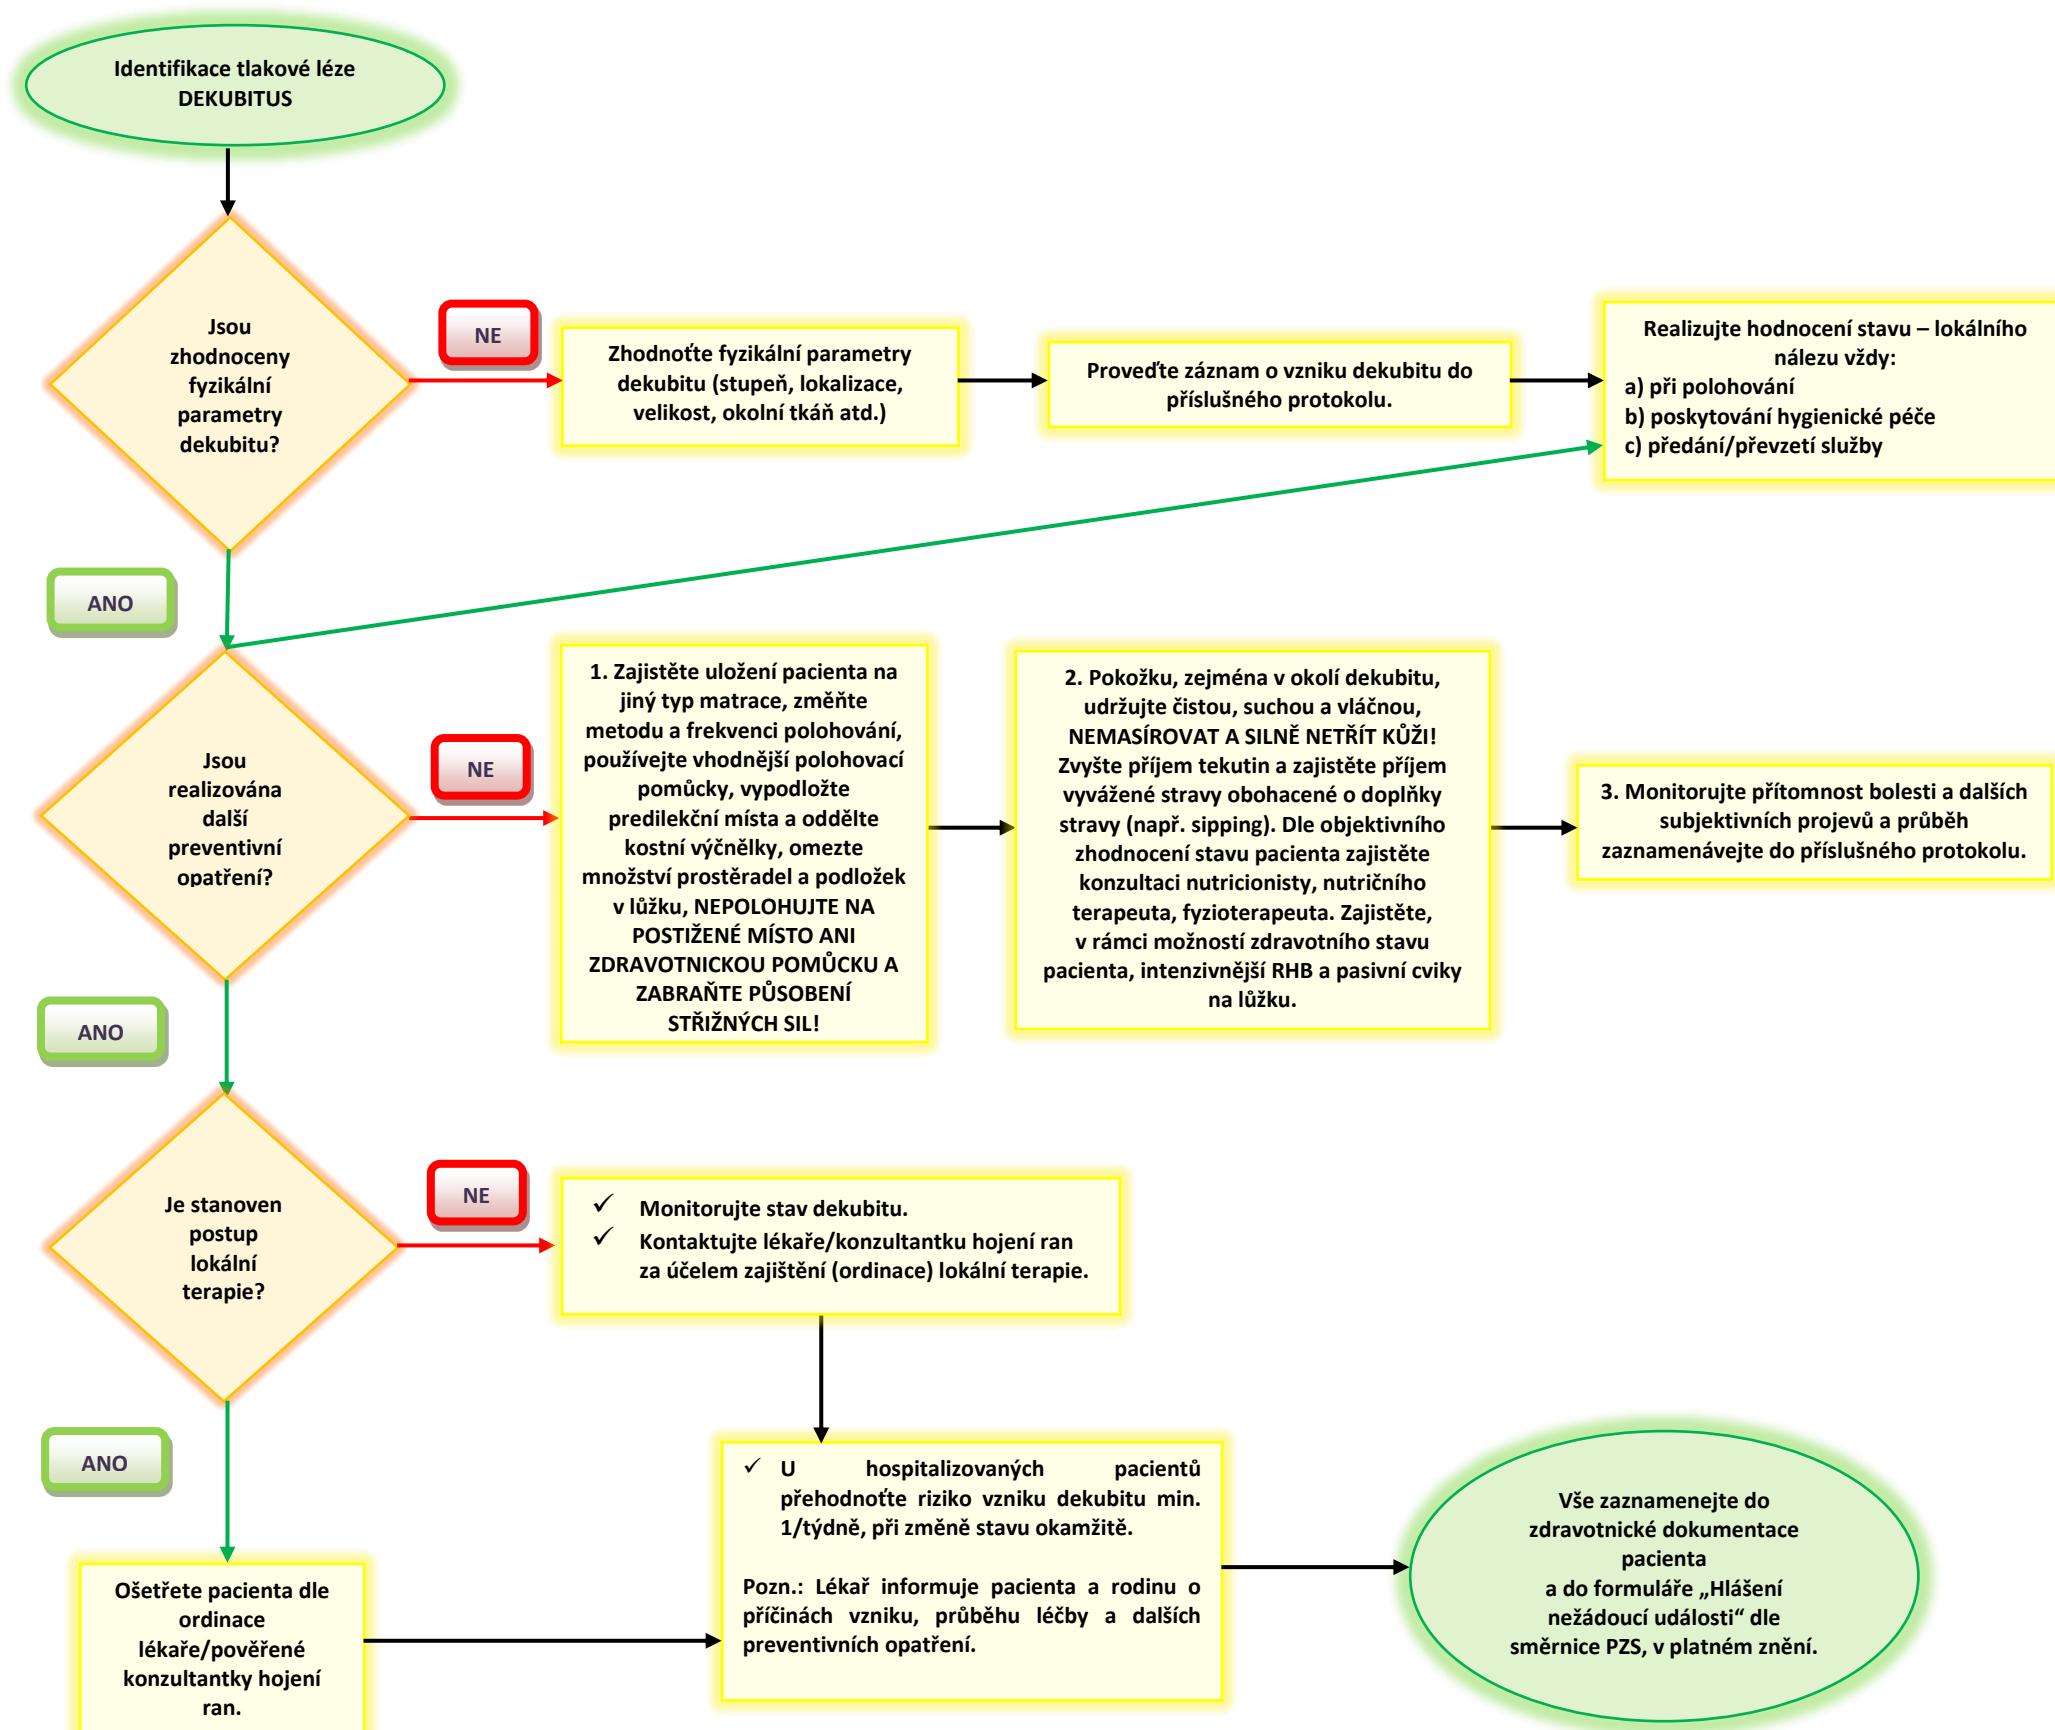 Identifikace tlakové léze
DEKUBITUS
Jsou
zhodnoceny
fyzikální
parametry
dekubitu?
NE
Zhodnoťte fyzikální parametry
dekubitu (stupeň, lokalizace,
velikost, okolní tkáň atd.)
Proveďte záznam o vzniku dekubitu do
příslušného protokolu.
Realizujte hodnocení stavu – lokálního
nálezu vždy:
a) při polohování
b) poskytování hygienické péče
c) předání/převzetí služby
ANO
Jsou
realizována
další
preventivní
opatření?
NE
1. Zajistěte uložení pacienta na
jiný typ matrace, změňte
metodu a frekvenci polohování,
používejte vhodnější polohovací
pomůcky, vypodložte
predilekční místa a oddělte
kostní výčnělky, omezte
množství prostěradel a podložek
v lůžku, NEPOLOHUJTE NA
POSTIŽENÉ MÍSTO ANI
ZDRAVOTNICKOU POMŮCKU A
ZABRAŇTE PŮSOBENÍ
STŘIŽNÝCH SIL!
2. Pokožku, zejména v okolí dekubitu,
udržujte čistou, suchou a vláčnou,
NEMASÍROVAT A SILNĚ NETŘÍT KŮŽI!
Zvyšte příjem tekutin a zajistěte příjem
vyvážené stravy obohacené o doplňky
stravy (např. sipping). Dle objektivního
zhodnocení stavu pacienta zajistěte
konzultaci nutricionisty, nutričního
terapeuta, fyzioterapeuta. Zajistěte,
v rámci možností zdravotního stavu
pacienta, intenzivnější RHB a pasivní cviky
na lůžku.
3. Monitorujte přítomnost bolesti a dalších
subjektivních projevů a průběh
zaznamenávejte do příslušného protokolu.
ANO
Je stanoven
postup
lokální
terapie?
NE
✓ Monitorujte stav dekubitu.
✓ Kontaktujte lékaře/konzultantku hojení ran
za účelem zajištění (ordinace) lokální terapie.
ANO
Ošetřete pacienta dle
ordinace
lékaře/pověřené
konzultantky hojení
ran.
✓ U hospitalizovaných pacientů
přehodnoťte riziko vzniku dekubitu min.
1/týdně, při změně stavu okamžitě.
Pozn.: Lékař informuje pacienta a rodinu o
příčinách vzniku, průběhu léčby a dalších
preventivních opatření.
Vše zaznamenejte do
zdravotnické dokumentace
pacienta
a do formuláře „Hlášení
nežádoucí události“ dle
směrnice PZS, v platném znění.